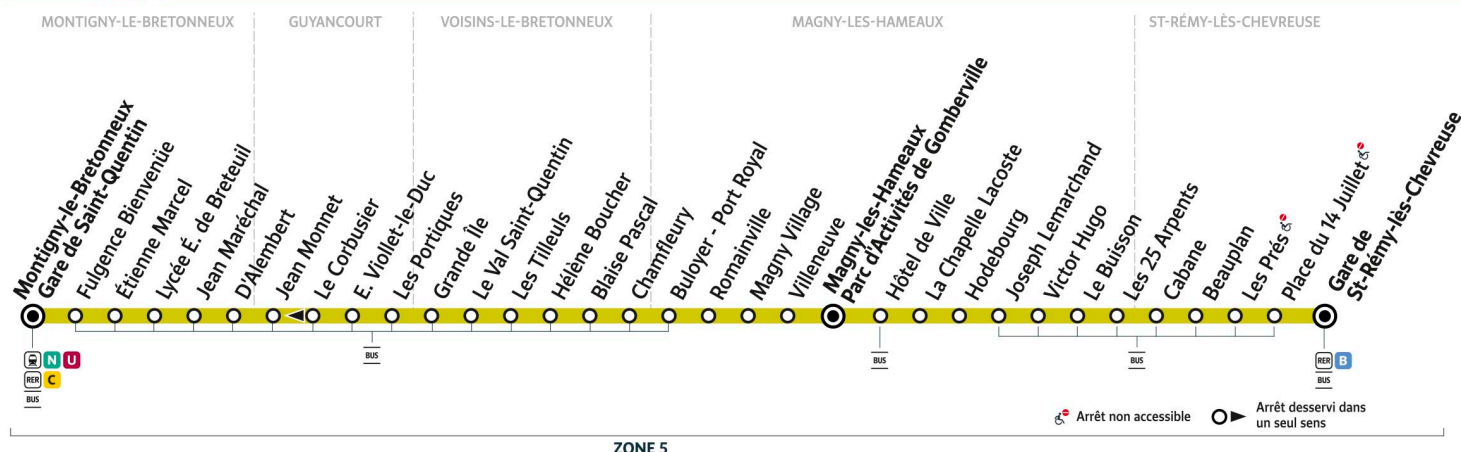 MONTIGNY-LE-BRETONNEUX
GUYANCOURT
VOISINS-LE-BRETONNEUX
MAGNY-LES-HAMEAUX
ST-RÉMY-LÈS-CHEVREUSE
Montigny-le-Bretonneux
Gare de Saint-Quentin
Fulgence Bienvenüe
Etienne Marcel
Lycée É. de Breteuil
Jean Maréchal
D'Alembert
Jean Monnet
Le Corbusier
E. Viollet-le-Duc
Les Portiques
Grande Île
Le Val Saint-Quentin
Les Tilleuls
Hélène Boucher
Blaise Pascal
Chamfleury
Buloyer - Port Royal
Romainville
Magny Village
Villeneuve
Magny-les-Hameaux
Parc d'Activités de Gomberville
Hôtel de Ville
La Chapelle Lacoste
Hodebourg
Joseph Lemarchand
Victor Hugo
Le Buisson
Les 25 Arpents
Cabane
Beauplan
Les Prés
Place du 14 Juillet
Gare de
St-Rémy-lès-Chevreuse
N U
RER C
BUS
BUS
BUS
BUS
RER B
BUS
Arrêt non accessible
Arrêt desservi dans
un seul sens
ZONE 5